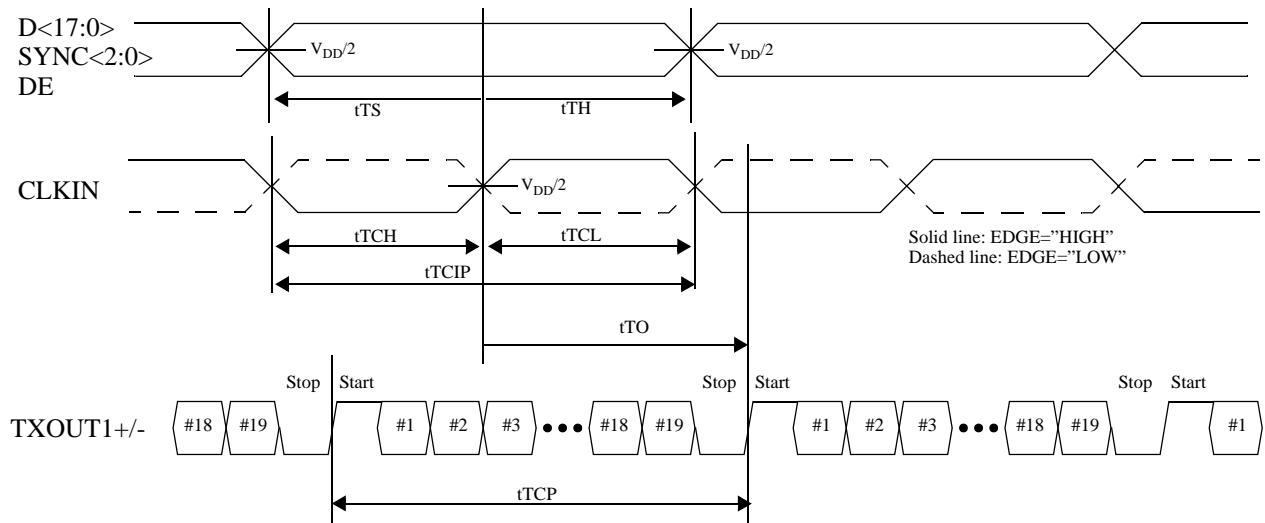 D<17:0>
SYNC<2:0>
DE
VDD/2
VDD/2
tTS
tTH
CLKIN
VDD/2
tTCH
tTCL
Solid line: EDGE=”HIGH”
Dashed line: EDGE=”LOW”
tTCIP
tTO
Stop Start Stop Start Stop Start
TXOUT1+/- #18 #19 #1 #2 #3 ••• #18 #19 #1 #2 #3 ••• #18 #19 #1
tTCP